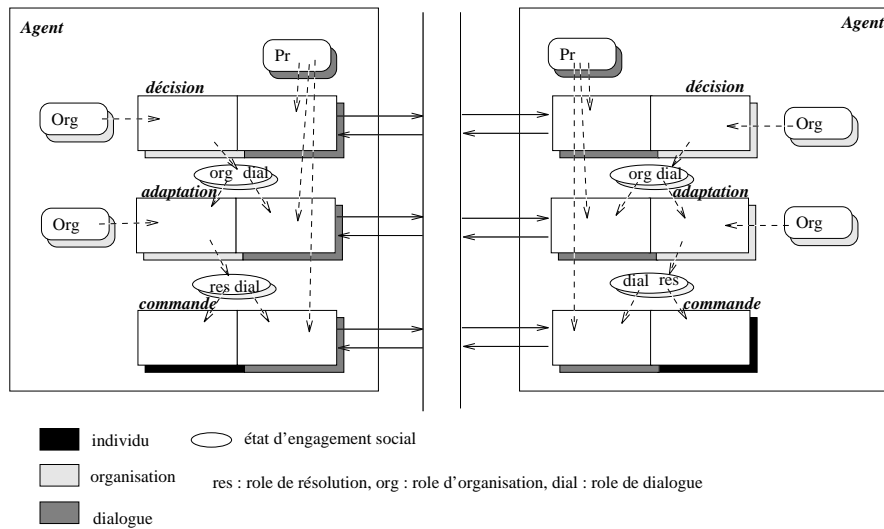 Agent
Agent
Pr
Pr
décision
décision
Org
Org
org dial
org dial
adaptation
adaptation
Org
Org
res dial
dial res
commande
commande
individu
état d'engagement social
organisation
res : role de résolution, org : role d'organisation, dial : role de dialogue
dialogue